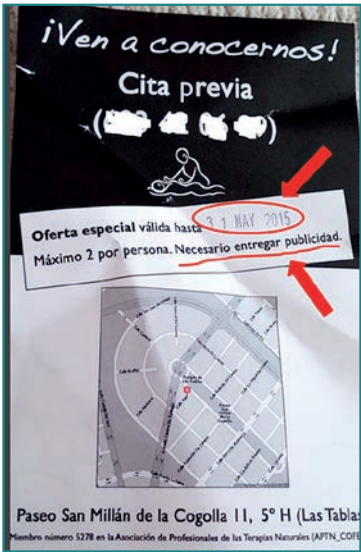 ¡Ven a conocernos!
Cita previa
( )
Oferta especial válida hasta 31 MAY 2015
Máximo 2 por persona. Necesario entregar publicidad.
Paseo San Millán de la Cogolla 11, 5º H (Las Tablas
Miembro número 5278 en la Asociación de Profesionales de las Terapias Naturales (APTN_COFE